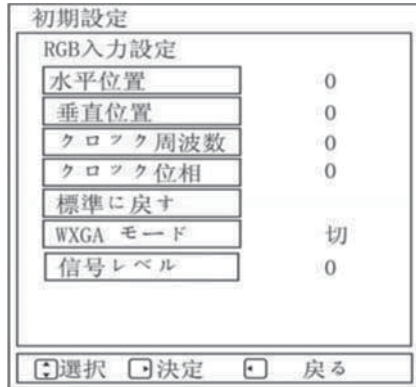 初期設定
RGB入力設定
水平位置 0
垂直位置 0
クロック周波数 0
クロック位相 0
標準に戻す
WXGA モード 切
信号レベル 0
選択 決定 戻る